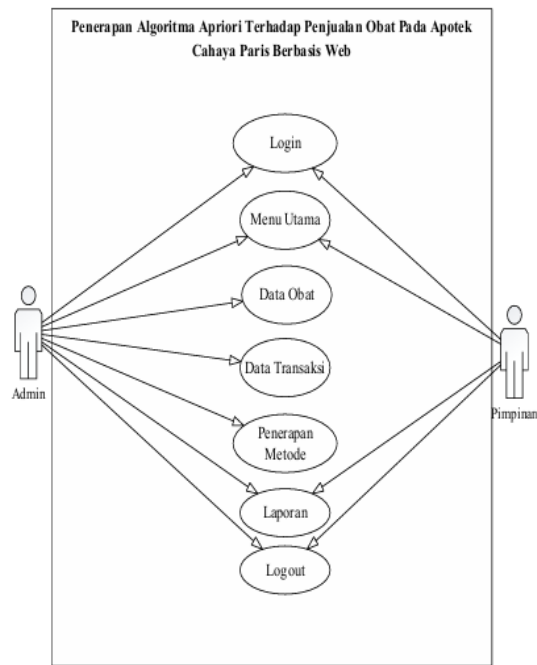 Penerapan Algoritma Apriori Terhadap Penjualan Obat Pada Apotek
Cahaya Paris Berbasis Web
Login
Menu Utama
Data Obat
Data Transaksi
Admin
Pimpinan
Penerapan
Metode
Laporan
Logout